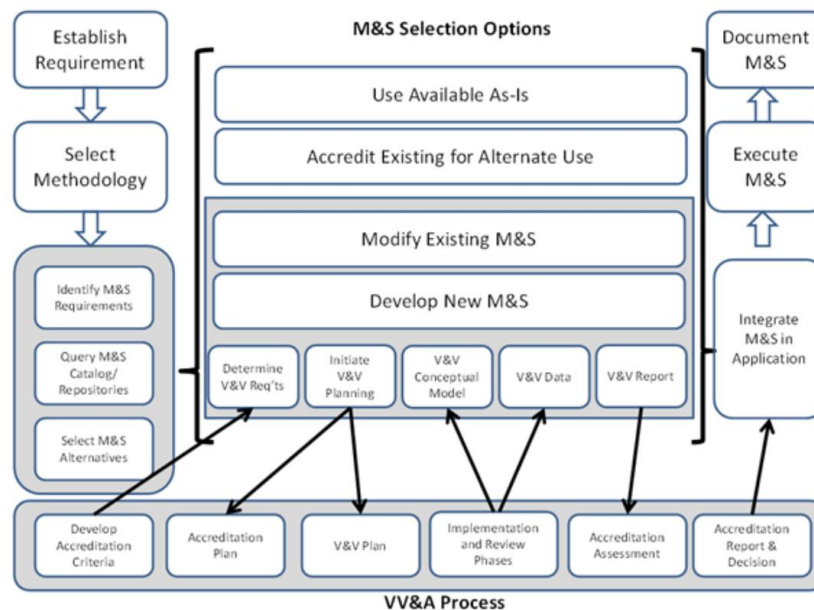 Establish
Requirement
Select
Methodology
Identify M&S
Requirements
Query M&S
Catalog/
Repositories
Select M&S
Alternatives
M&S Selection Options
Use Available As-Is
Accredit Existing for Alternate Use
Modify Existing M&S
Develop New M&S
Determine
V&V Req'ts
Initiate
V&V
Planning
V&V
Conceptual
Model
V&V Data
V&V Report
Document
M&S
Execute
M&S
Integrate
M&S in
Application
Develop
Accreditation
Criteria
Accreditation
Plan
V&V Plan
Implementation
and Review
Phases
Accreditation
Assessment
Accreditation
Report &
Decision
VV&A Process